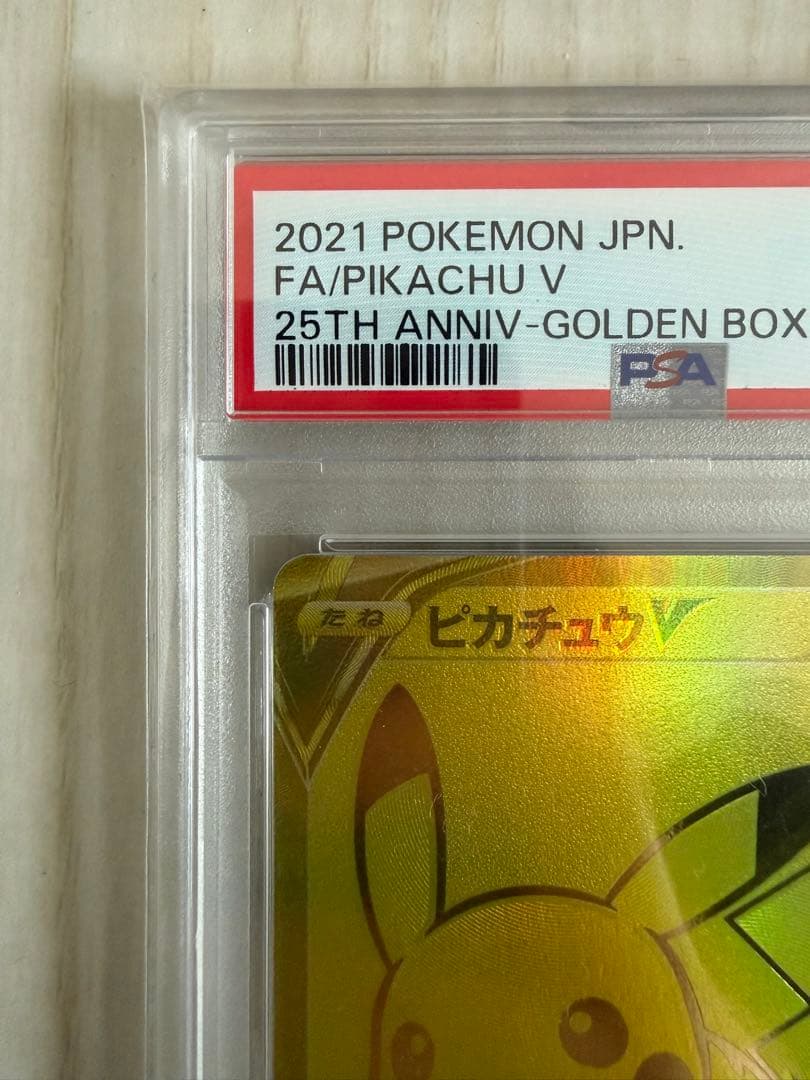 2021 POKEMON JPN.
FA/PIKACHU V
25TH ANNIV-GOLDEN BOX
PSA
たね ピカチュウV